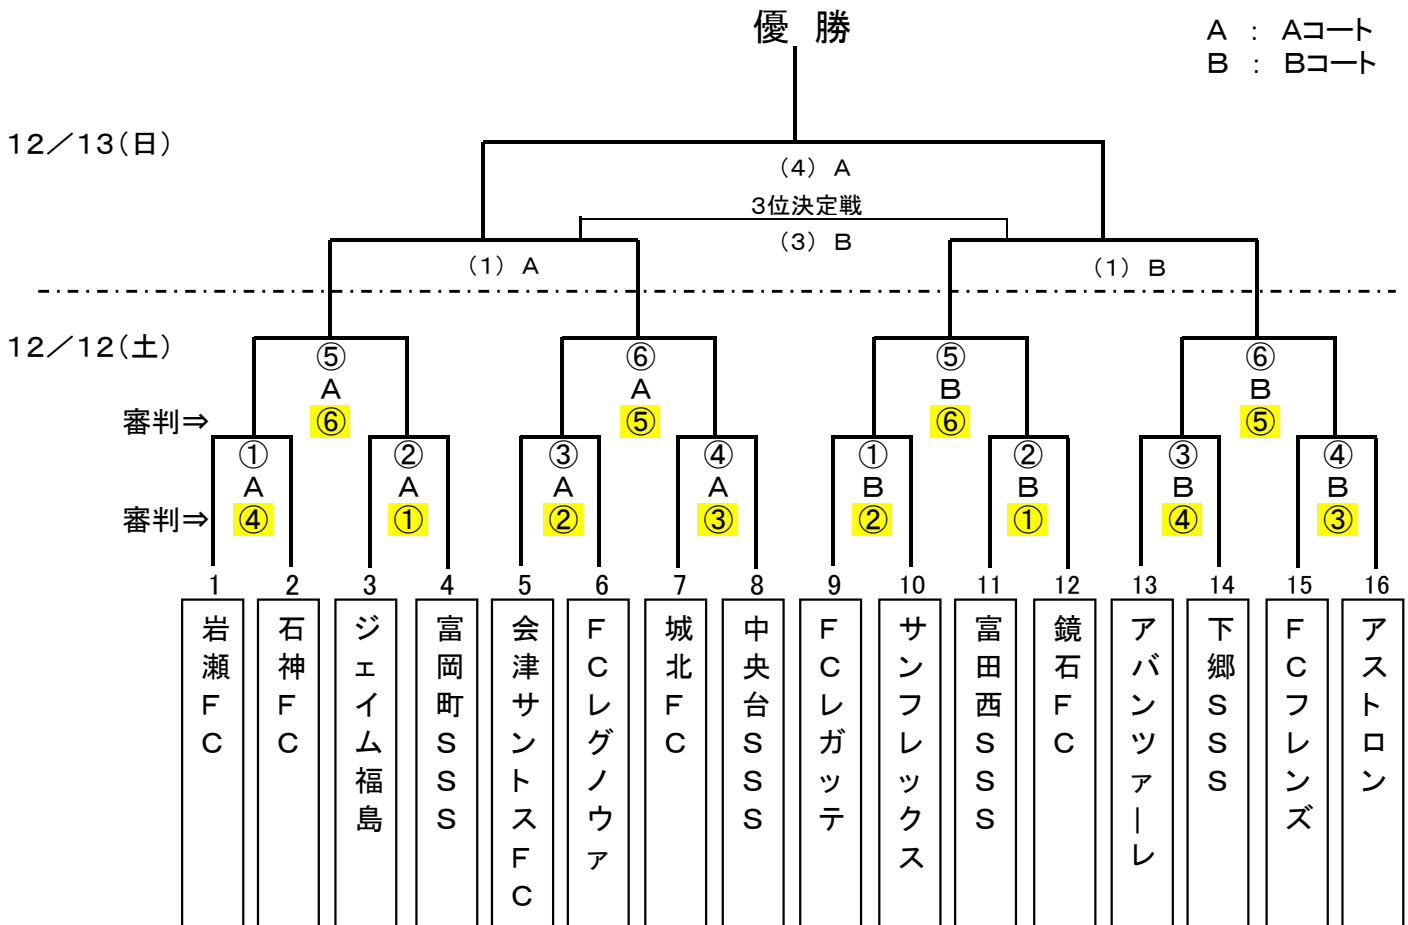 優 勝
A : Aコート
B : Bコート
12/13(日)
(4) A
3位決定戦
(3) B
(1) A
(1) B
12/12(土)
⑤ ⑥ ⑤ ⑥
A A B B
審判⇒ ⑥ ⑤ ⑥ ⑤
① ② ③ ④ ① ② ③ ④
A A A A B B B B
審判⇒ ④ ① ② ③ ② ① ④ ③
1 2 3 4 5 6 7 8 9 10 11 12 13 14 15 16
岩瀬FC
石神FC
ジェイム福島
富岡町SSS
会津サントスFC
FCレグノウァ
城北FC
中央台SSS
FCレガッテ
サンフレックス
富田西SSS
鏡石FC
アバンツァーレ
下郷SSS
FCフレンズ
アストロン